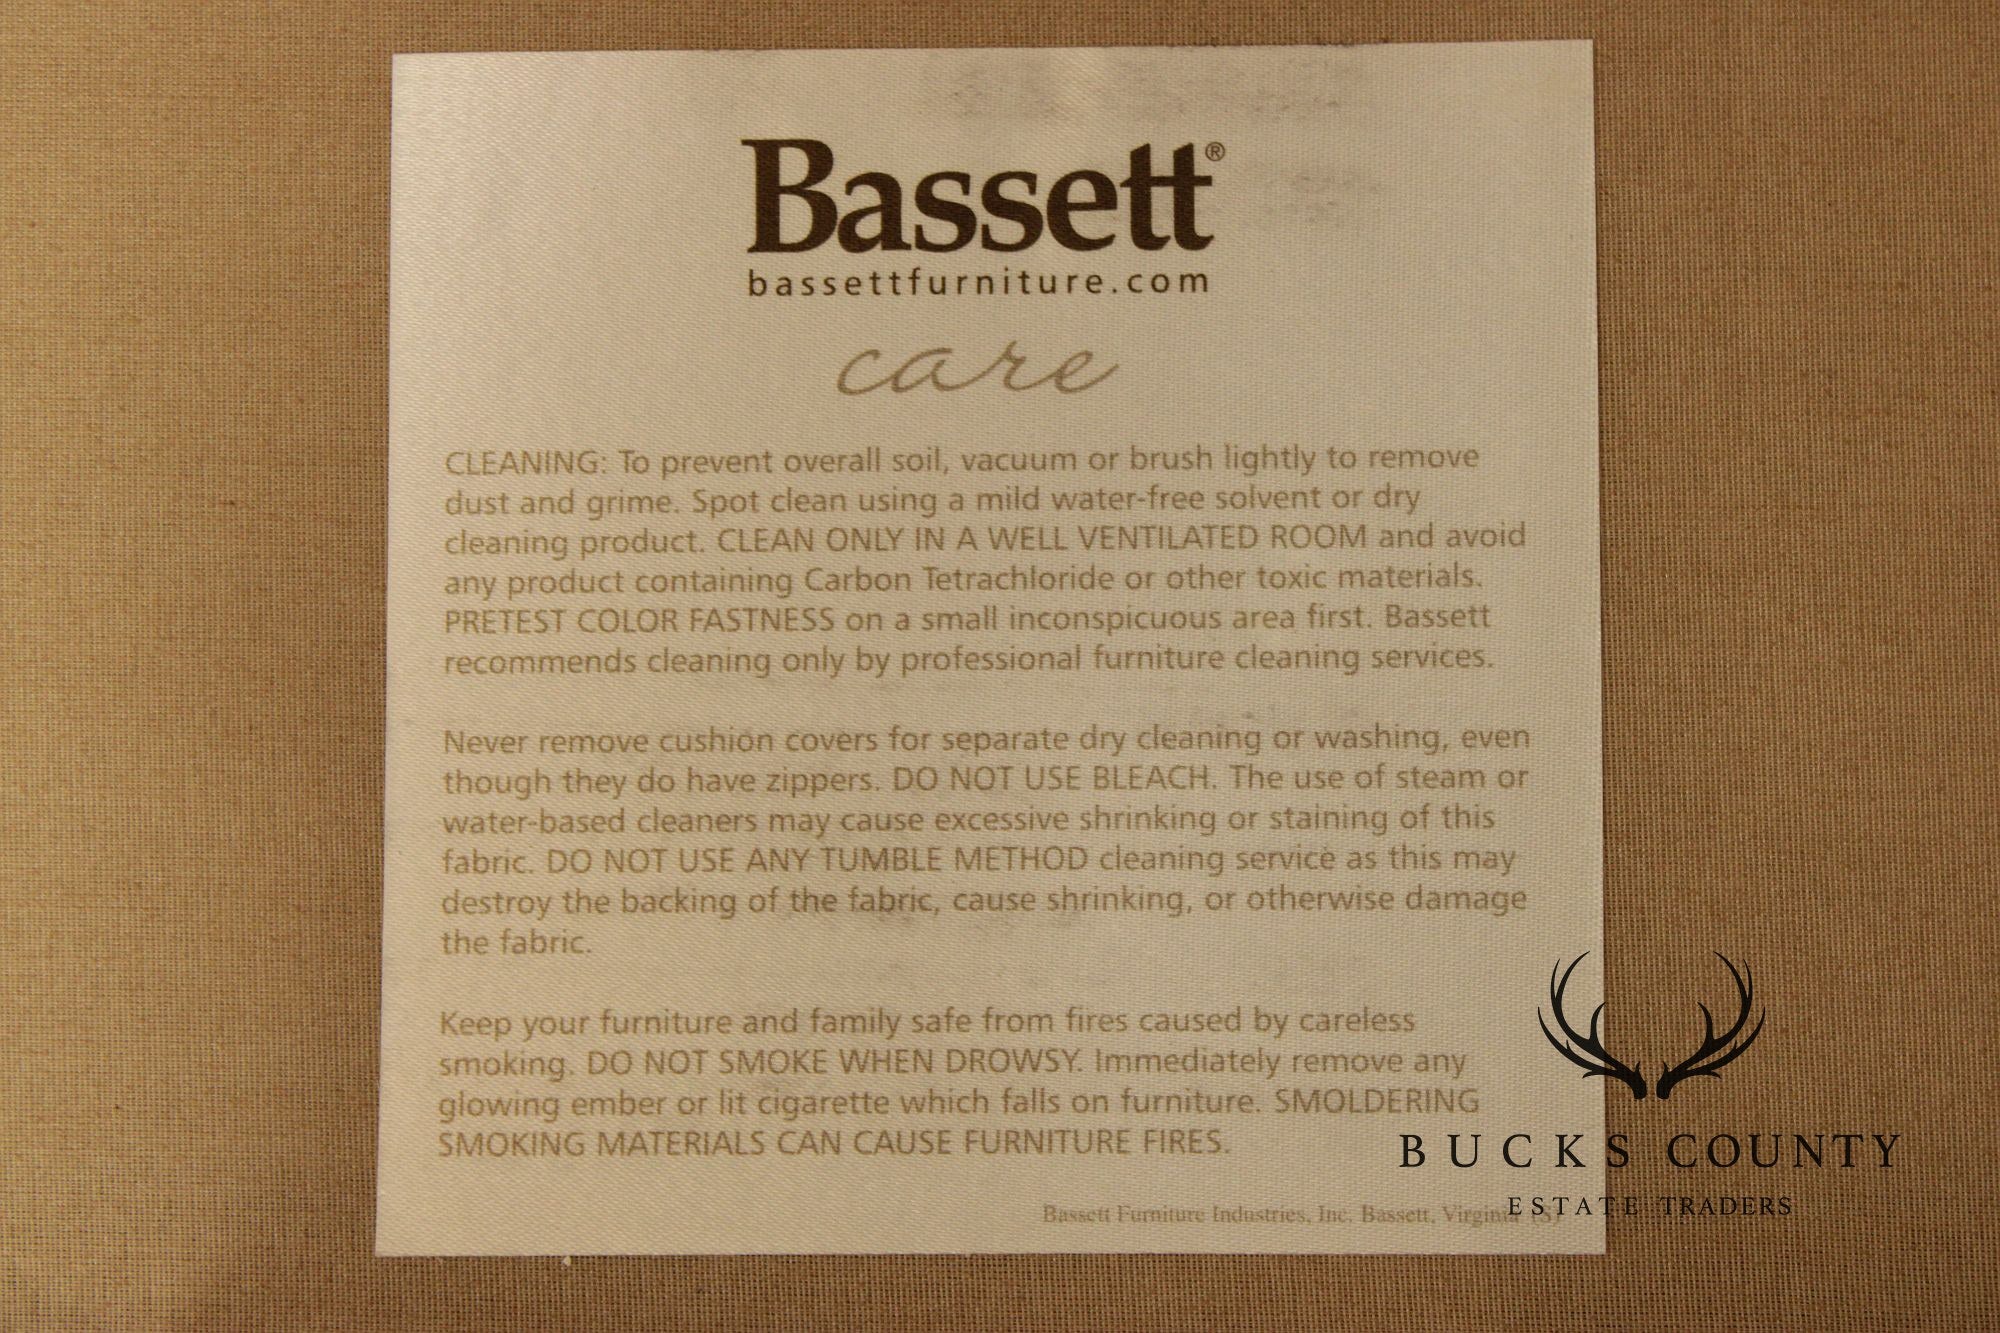 Bassett®
bassettfurniture.com
care
CLEANING: To prevent overall soil, vacuum or brush lightly to remove
dust and grime. Spot clean using a mild water-free solvent or dry
cleaning product. CLEAN ONLY IN A WELL VENTILATED ROOM and avoid
any product containing Carbon Tetrachloride or other toxic materials.
PRETEST COLOR FASTNESS on a small inconspicuous area first. Bassett
recommends cleaning only by professional furniture cleaning services.
Never remove cushion covers for separate dry cleaning or washing, even
though they do have zippers. DO NOT USE BLEACH. The use of steam or
water-based cleaners may cause excessive shrinking or staining of this
fabric. DO NOT USE ANY TUMBLE METHOD cleaning service as this may
destroy the backing of the fabric, cause shrinking, or otherwise damage
the fabric.
Keep your furniture and family safe from fires caused by careless
smoking. DO NOT SMOKE WHEN DROWSY. Immediately remove any
glowing ember or lit cigarette which falls on furniture. SMOLDERING
SMOKING MATERIALS CAN CAUSE FURNITURE FIRES.
Bassett Furniture Industries, Inc. Bassett, Virginia (S)
BUCKS COUNTY
ESTATE TRADERS